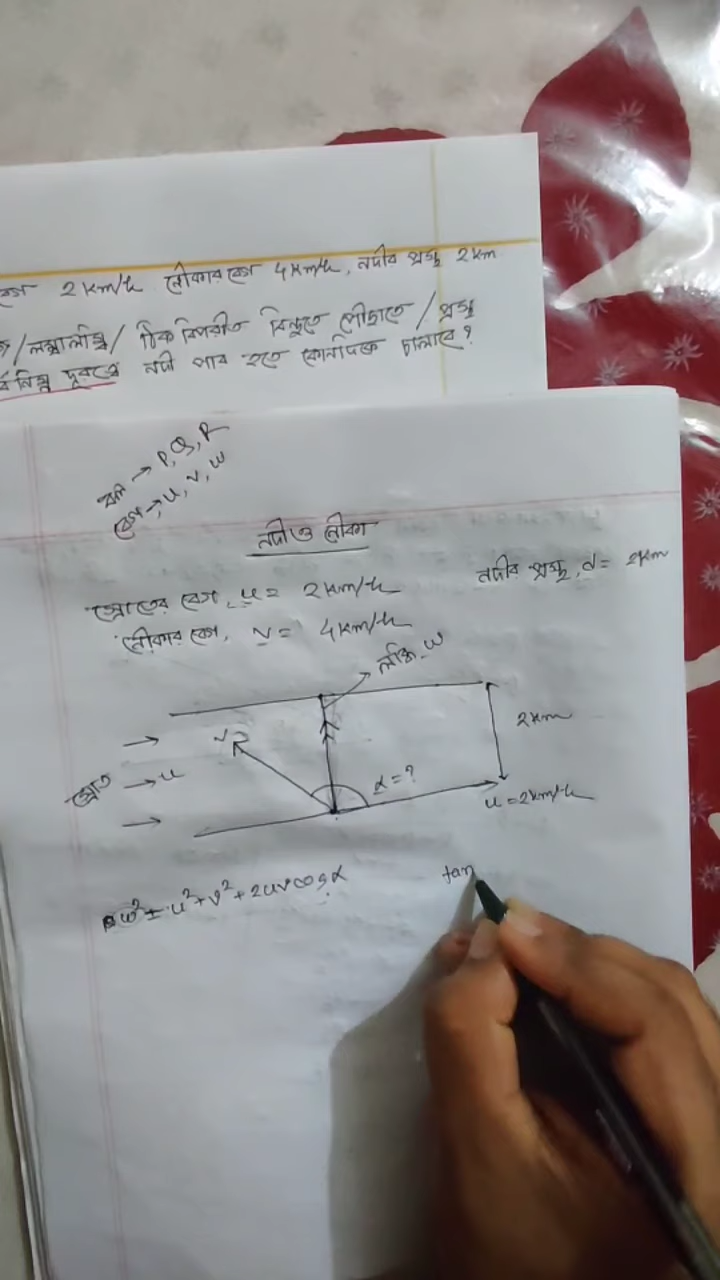 বেগ 2 km/h নৌকার বেগ 4 km/h, নদীর প্রস্থ 2 km
/লম্বালম্বি/ ঠিক বিপরীত বিন্দুতে পৌঁছাতে / প্রস্থ
নিম্ন দূরত্বে নদী পার হতে কোনদিকে চালাবে?
বল → P, Q, R
বেগ → u, v, w
নদী ও নৌকা
স্রোতের বেগ, u = 2 km/h
নদীর প্রস্থ, d = 2 km
নৌকার বেগ, v = 4 km/h
লব্ধি, w
v
2 km
স্রোত → u
α = ?
u = 2 km/h
w² = u² + v² + 2uv cos α
tan